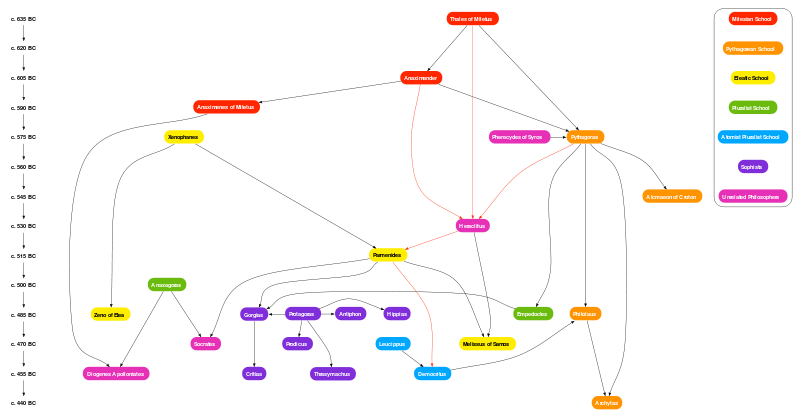 c. 635 BC
Thales of Miletus
Milesian School
c. 620 BC
Pythagorean School
c. 605 BC
Anaximander
Eleatic School
c. 590 BC
Anaximenes of Miletus
Pluralist School
c. 575 BC
Xenophanes
Pherecydes of Syros
Pythagoras
Atomist Pluralist School
c. 560 BC
Sophists
c. 545 BC
Alcmaeon of Croton
Unrelated Philosophers
c. 530 BC
Heraclitus
c. 515 BC
Parmenides
c. 500 BC
Anaxagoras
c. 485 BC
Zeno of Elea
Gorgias
Protagoras
Antiphon
Hippias
Empedocles
Philolaus
c. 470 BC
Socrates
Prodicus
Leucippus
Melissus of Samos
c. 455 BC
Diogenes Apolloniates
Critias
Thrasymachus
Democritus
c. 440 BC
Archytas